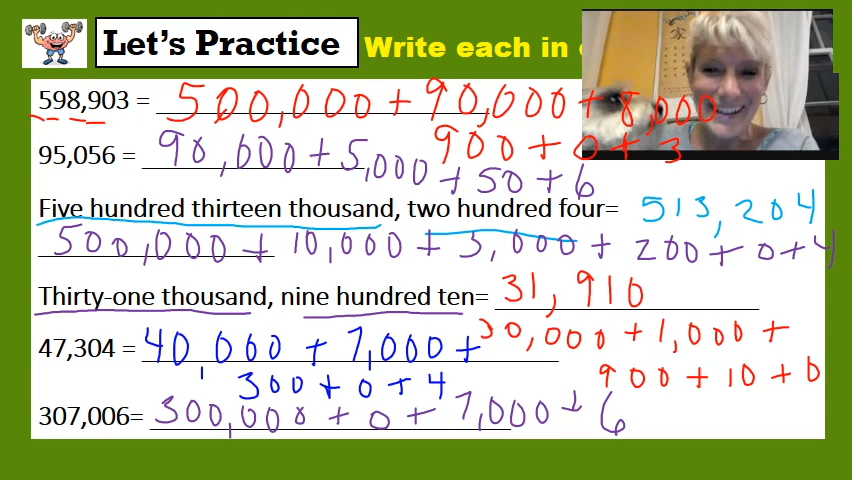 Let's Practice Write each in
598,903 = 500,000 + 90,000 + 8,000
900 + 0 + 3
95,056 = 90,000 + 5,000 + 50 + 6
Five hundred thirteen thousand, two hundred four= 513,204
500,000 + 10,000 + 3,000 + 200 + 0 + 4
Thirty-one thousand, nine hundred ten= 31,910
30,000 + 1,000 +
900 + 10 + 0
47,304 = 40,000 + 7,000 +
300 + 0 + 4
307,006= 300,000 + 0 + 7,000 + 6